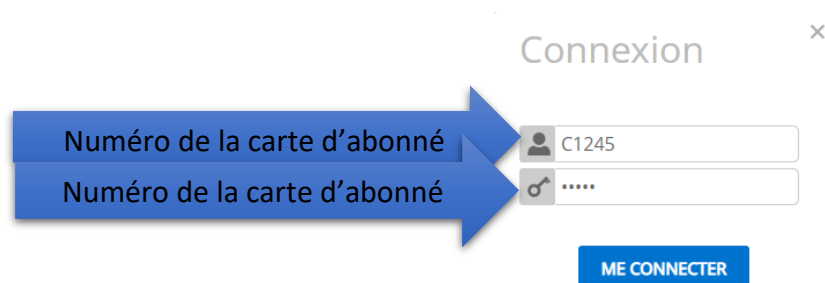 Connexion
×
Numéro de la carte d’abonné
C1245
Numéro de la carte d’abonné
•••••
ME CONNECTER